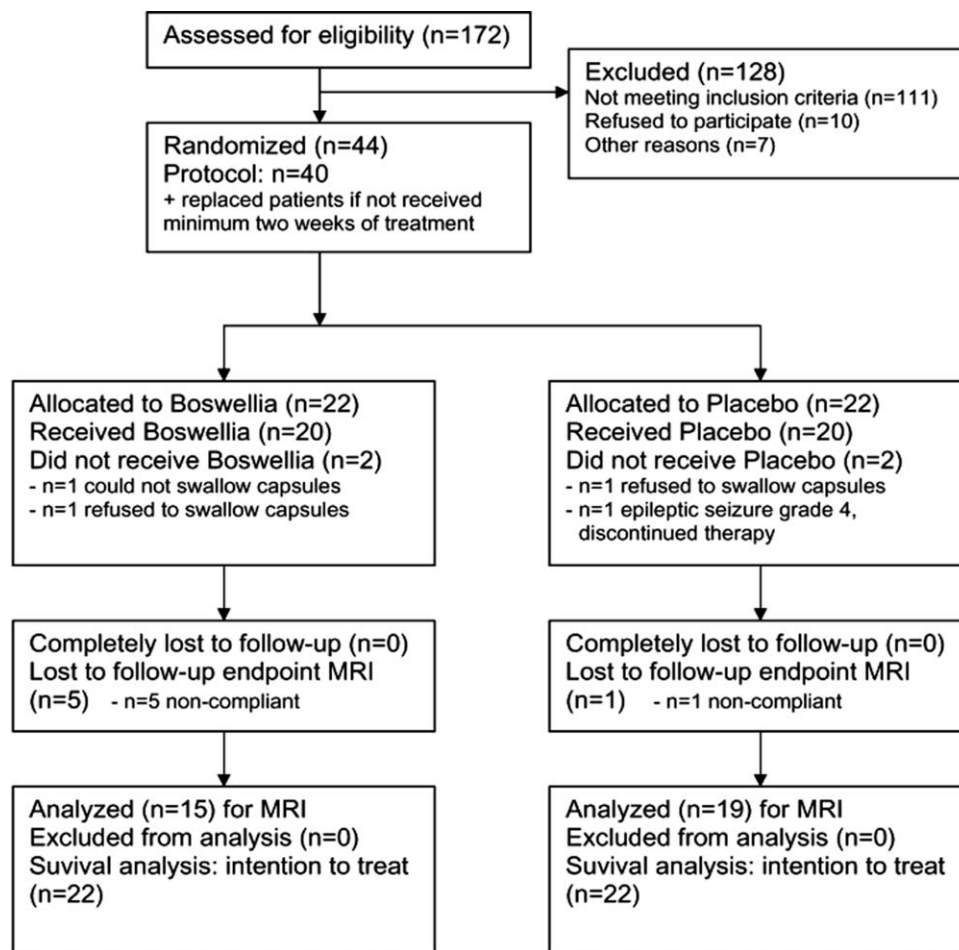 Assessed for eligibility (n=172)
Excluded (n=128)
Not meeting inclusion criteria (n=111)
Refused to participate (n=10)
Other reasons (n=7)
Randomized (n=44)
Protocol: n=40
+ replaced patients if not received
minimum two weeks of treatment
Allocated to Boswellia (n=22)
Received Boswellia (n=20)
Did not receive Boswellia (n=2)
- n=1 could not swallow capsules
- n=1 refused to swallow capsules
Allocated to Placebo (n=22)
Received Placebo (n=20)
Did not receive Placebo (n=2)
- n=1 refused to swallow capsules
- n=1 epileptic seizure grade 4,
discontinued therapy
Completely lost to follow-up (n=0)
Lost to follow-up endpoint MRI
(n=5) - n=5 non-compliant
Completely lost to follow-up (n=0)
Lost to follow-up endpoint MRI
(n=1) - n=1 non-compliant
Analyzed (n=15) for MRI
Excluded from analysis (n=0)
Suvival analysis: intention to treat
(n=22)
Analyzed (n=19) for MRI
Excluded from analysis (n=0)
Suvival analysis: intention to treat
(n=22)